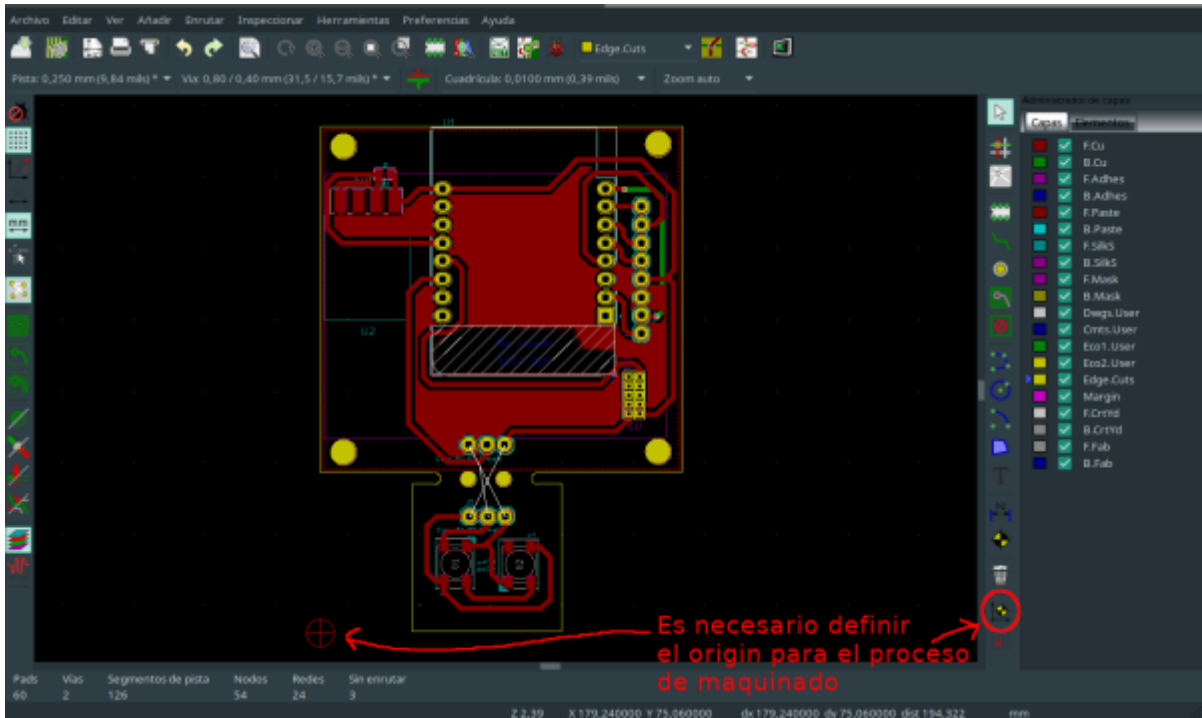 Archivo Editar Ver Añadir Enrutar Inspeccionar Herramientas Preferencias Ayuda
Edge.Cuts
Pista: 0,250 mm (9,84 mils) * Vía: 0,80 / 0,40 mm (31,5 / 15,7 mils) * Cuadrícula: 0,0100 mm (0,39 mils) Zoom auto
Administrador de capas
Capas Elementos
F.Cu
B.Cu
F.Adhes
B.Adhes
F.Paste
B.Paste
F.SilkS
B.SilkS
F.Mask
B.Mask
Dwgs.User
Cmts.User
Eco1.User
Eco2.User
Edge.Cuts
Margin
F.CrtYd
B.CrtYd
F.Fab
B.Fab
U1
U2
Es necesario definir
el origin para el proceso
de maquinado
Pads Vías Segmentos de pista Nodos Redes Sin enrutar
60 2 126 54 24 3
Z 2,39 X 179,240000 Y 75,060000 dx 179,240000 dy 75,060000 dist 194,322 mm